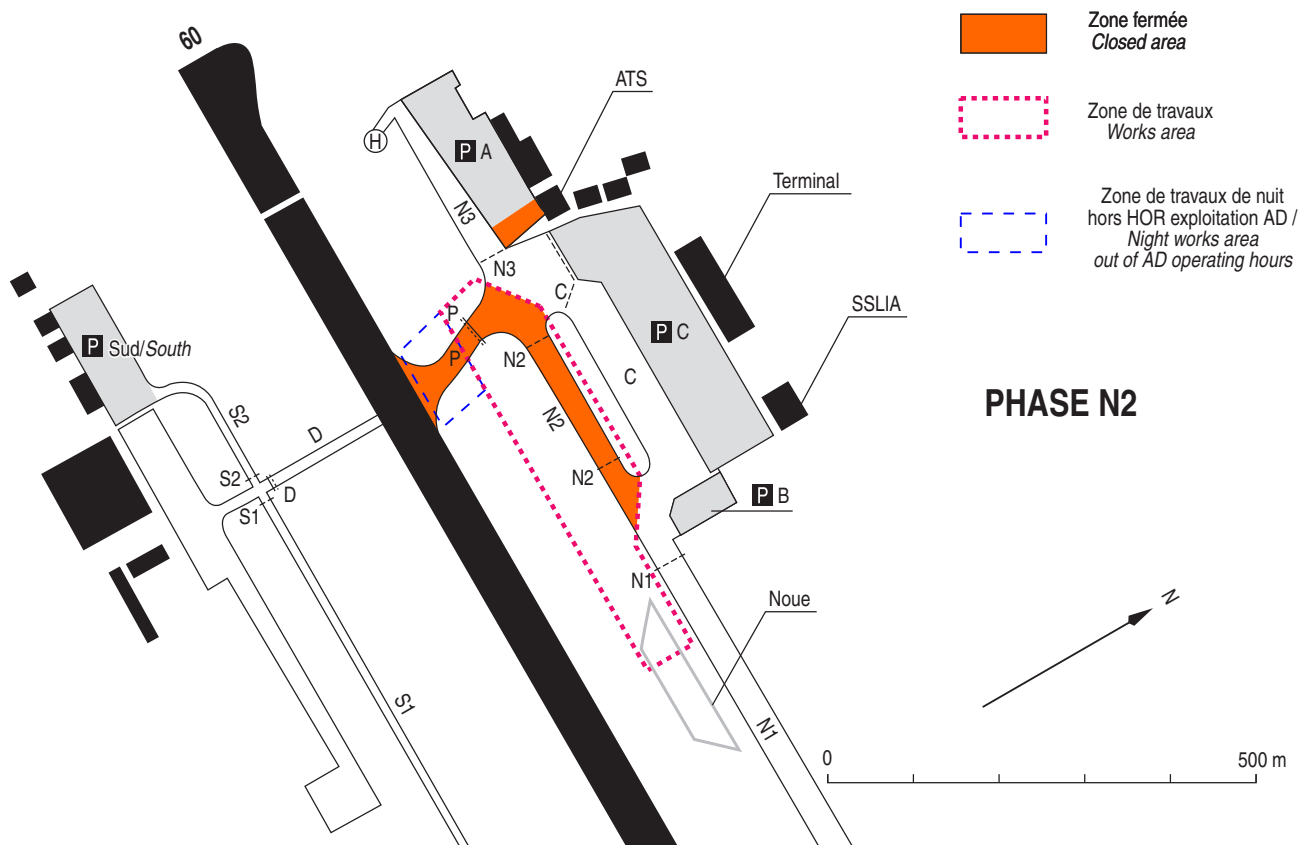 60
Zone fermée
Closed area
ATS
Zone de travaux
Works area
H
P A
Terminal
Zone de travaux de nuit
hors HOR exploitation AD /
Night works area
out of AD operating hours
N3
N3
C
SSLIA
P
P C
P Sud/South
P
N2
C
PHASE N2
S2
N2
D
S2
N2
D
P B
S1
N1
Noue
N
S1
N1
0
500 m